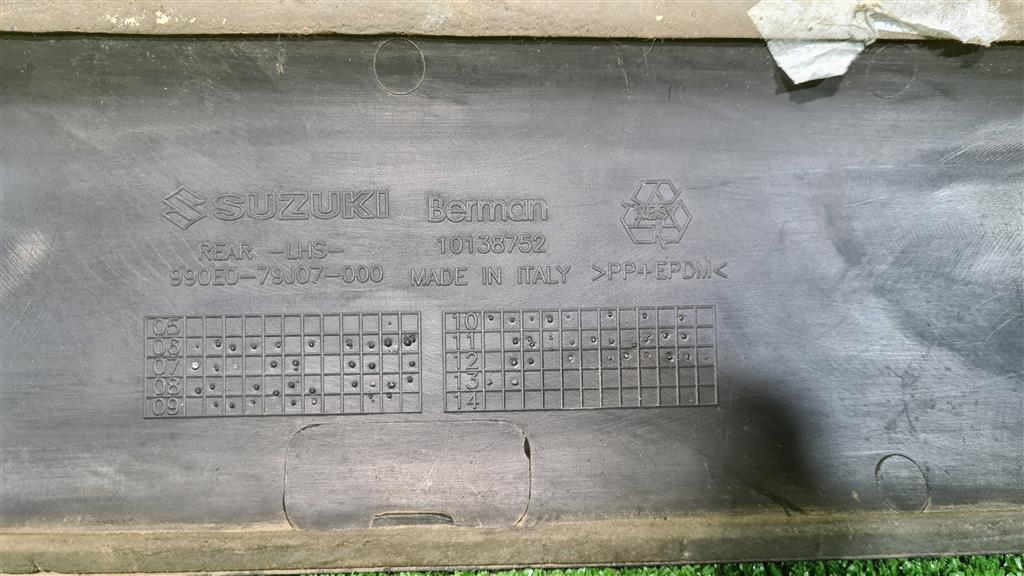 SUZUKI Berman
REAR -LHS- 10138752
990E0-79J07-000 MADE IN ITALY >PP+EPDM<
05 10
06 11
07 12
08 13
09 14